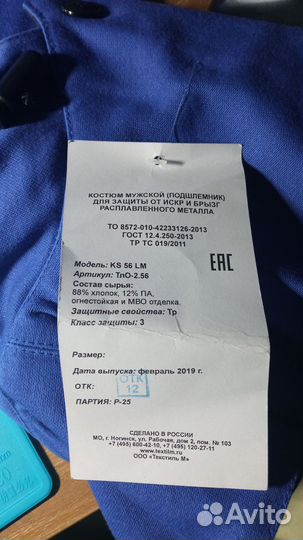 КОСТЮМ МУЖСКОЙ (ПОДШЛЕМНИК)
ДЛЯ ЗАЩИТЫ ОТ ИСКР И БРЫЗГ
РАСПЛАВЛЕННОГО МЕТАЛЛА
ТО 8572-010-42233126-2013
ГОСТ 12.4.250-2013
ТР ТС 019/2011
ЕАС
Модель: KS 56 LM
Артикул: ТпО-2.56
Состав сырья:
88% хлопок, 12% ПА,
огнестойкая и МВО отделка.
Защитные свойства: Тр
Класс защиты: 3
Размер:
Дата выпуска: февраль 2019 г.
ОТК:
ОТК
12
ПАРТИЯ: Р-25
СДЕЛАНО В РОССИИ
МО, г. Ногинск, ул. Рабочая, дом 2, пом. № 103
+7 (495) 600-42-10, +7 (495) 120-27-11
www.textilm.ru
ООО «Текстиль М»
Avito